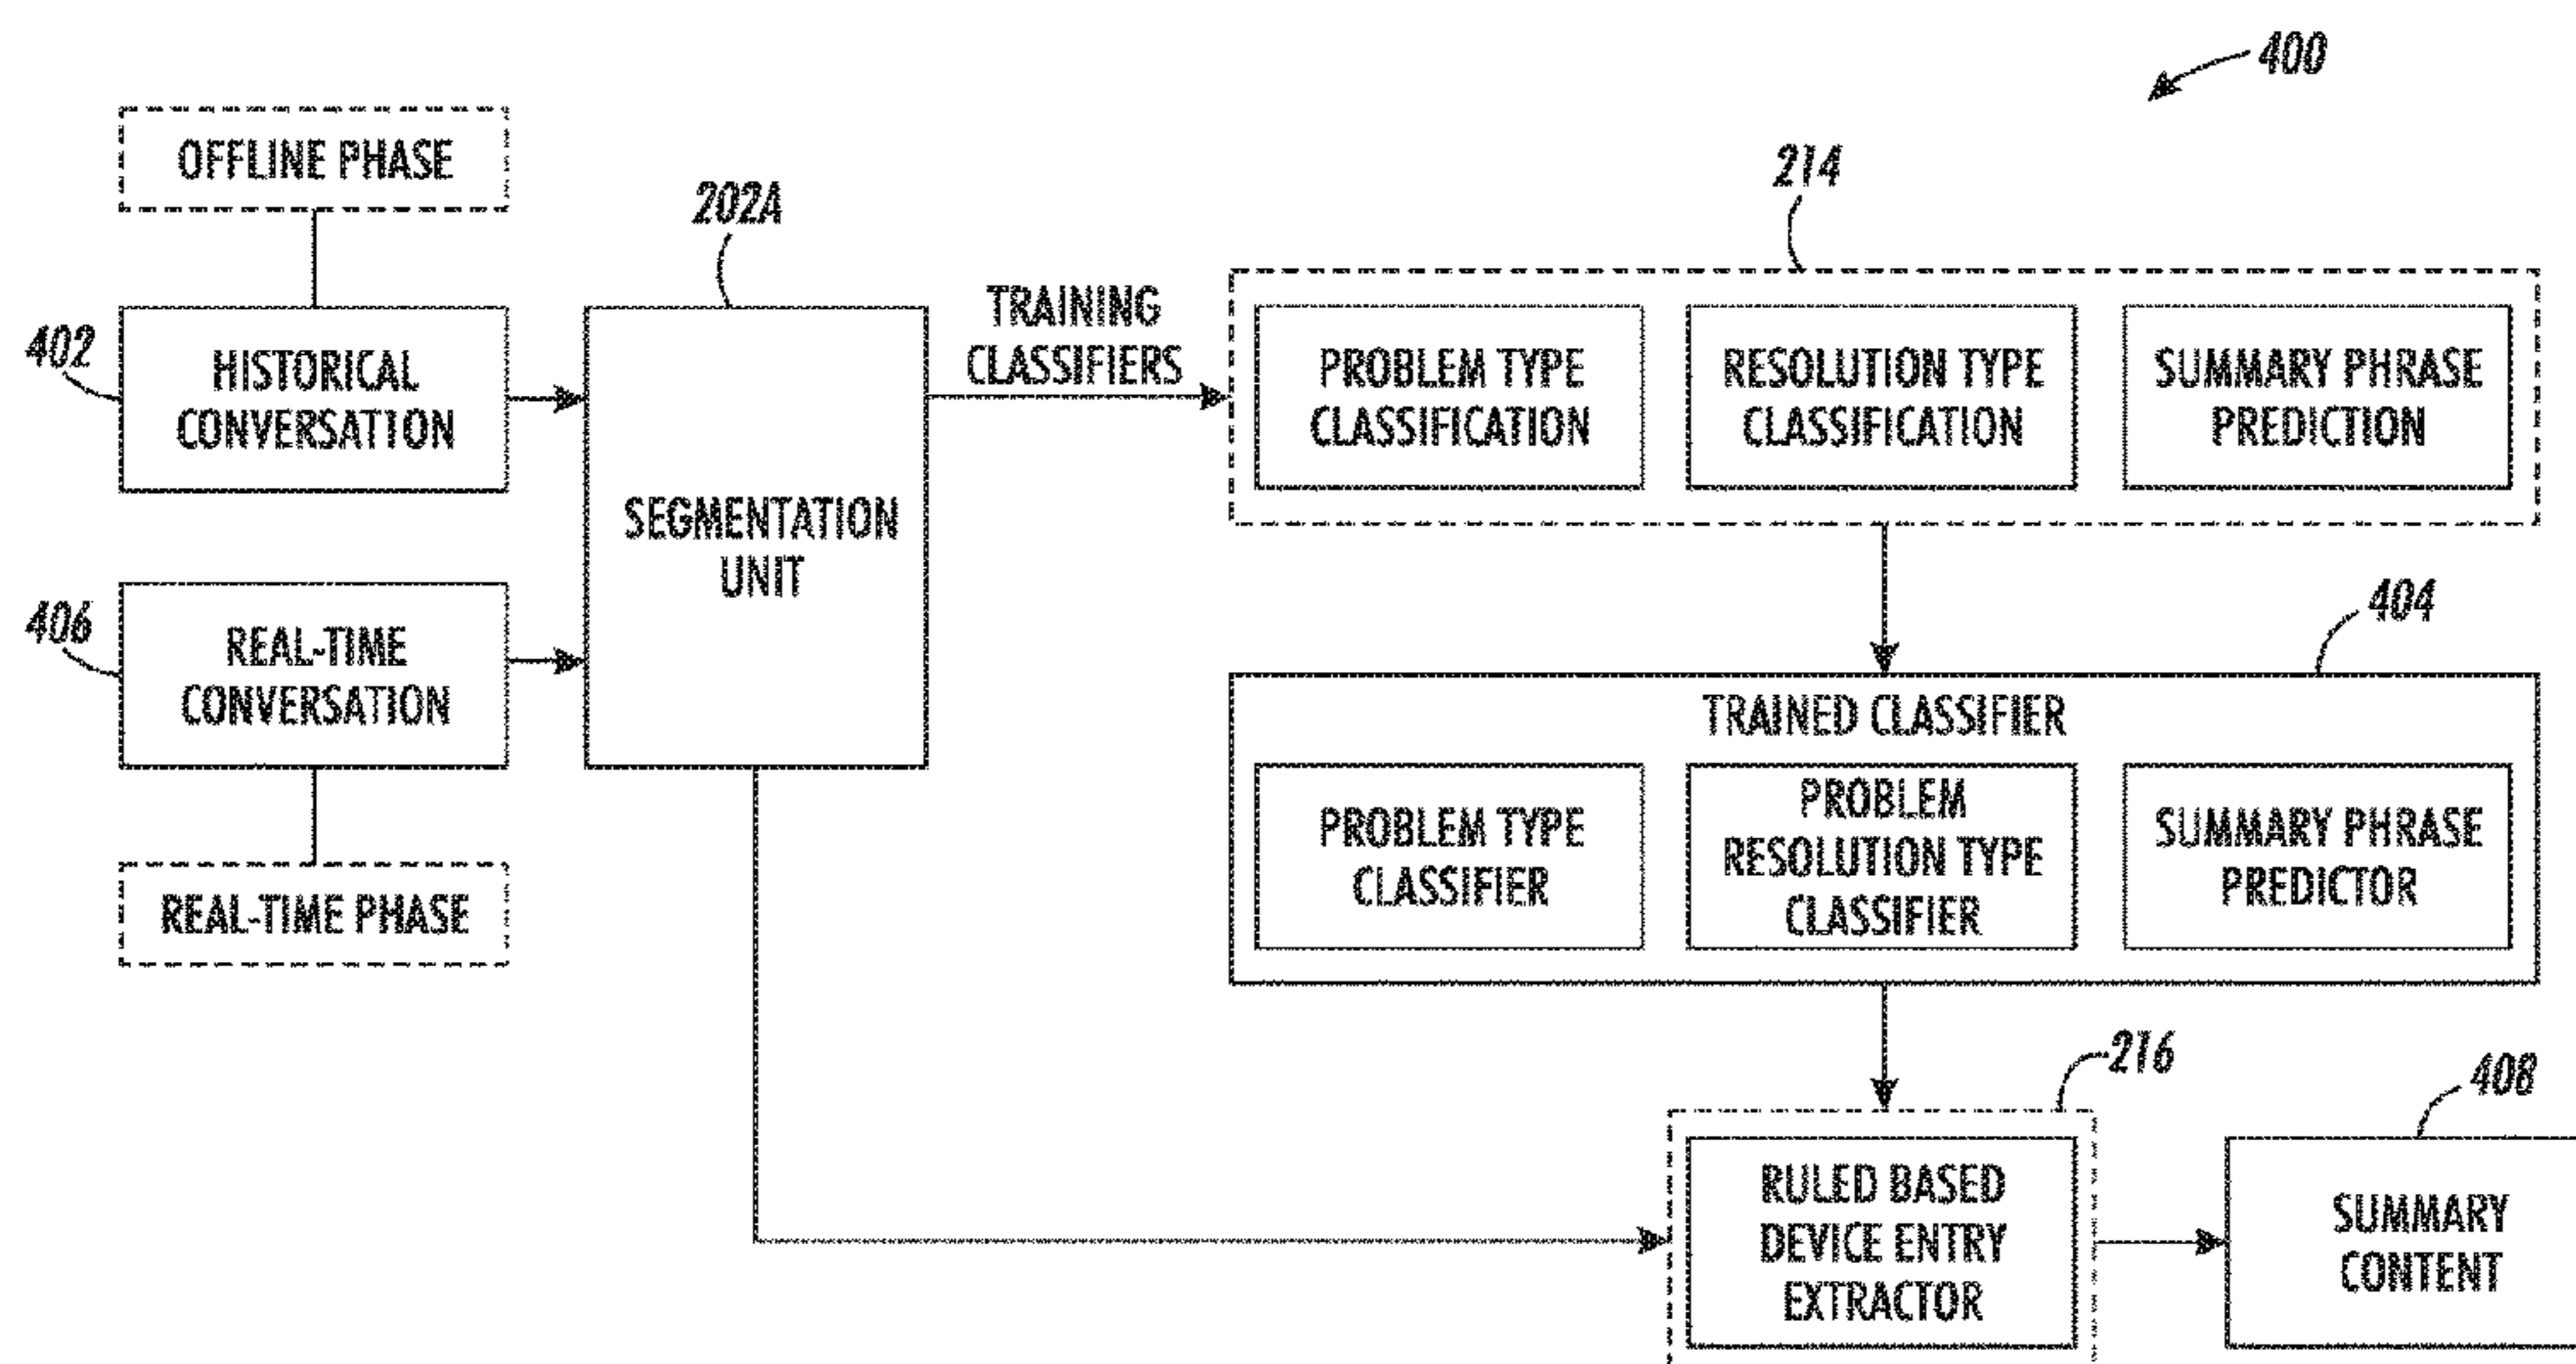 400
OFFLINE PHASE
402
HISTORICAL
CONVERSATION
202A
SEGMENTATION
UNIT
TRAINING
CLASSIFIERS
214
PROBLEM TYPE
CLASSIFICATION
RESOLUTION TYPE
CLASSIFICATION
SUMMARY PHRASE
PREDICTION
406
REAL-TIME
CONVERSATION
REAL-TIME PHASE
404
TRAINED CLASSIFIER
PROBLEM TYPE
CLASSIFIER
PROBLEM
RESOLUTION TYPE
CLASSIFIER
SUMMARY PHRASE
PREDICTOR
216
RULED BASED
DEVICE ENTRY
EXTRACTOR
408
SUMMARY
CONTENT